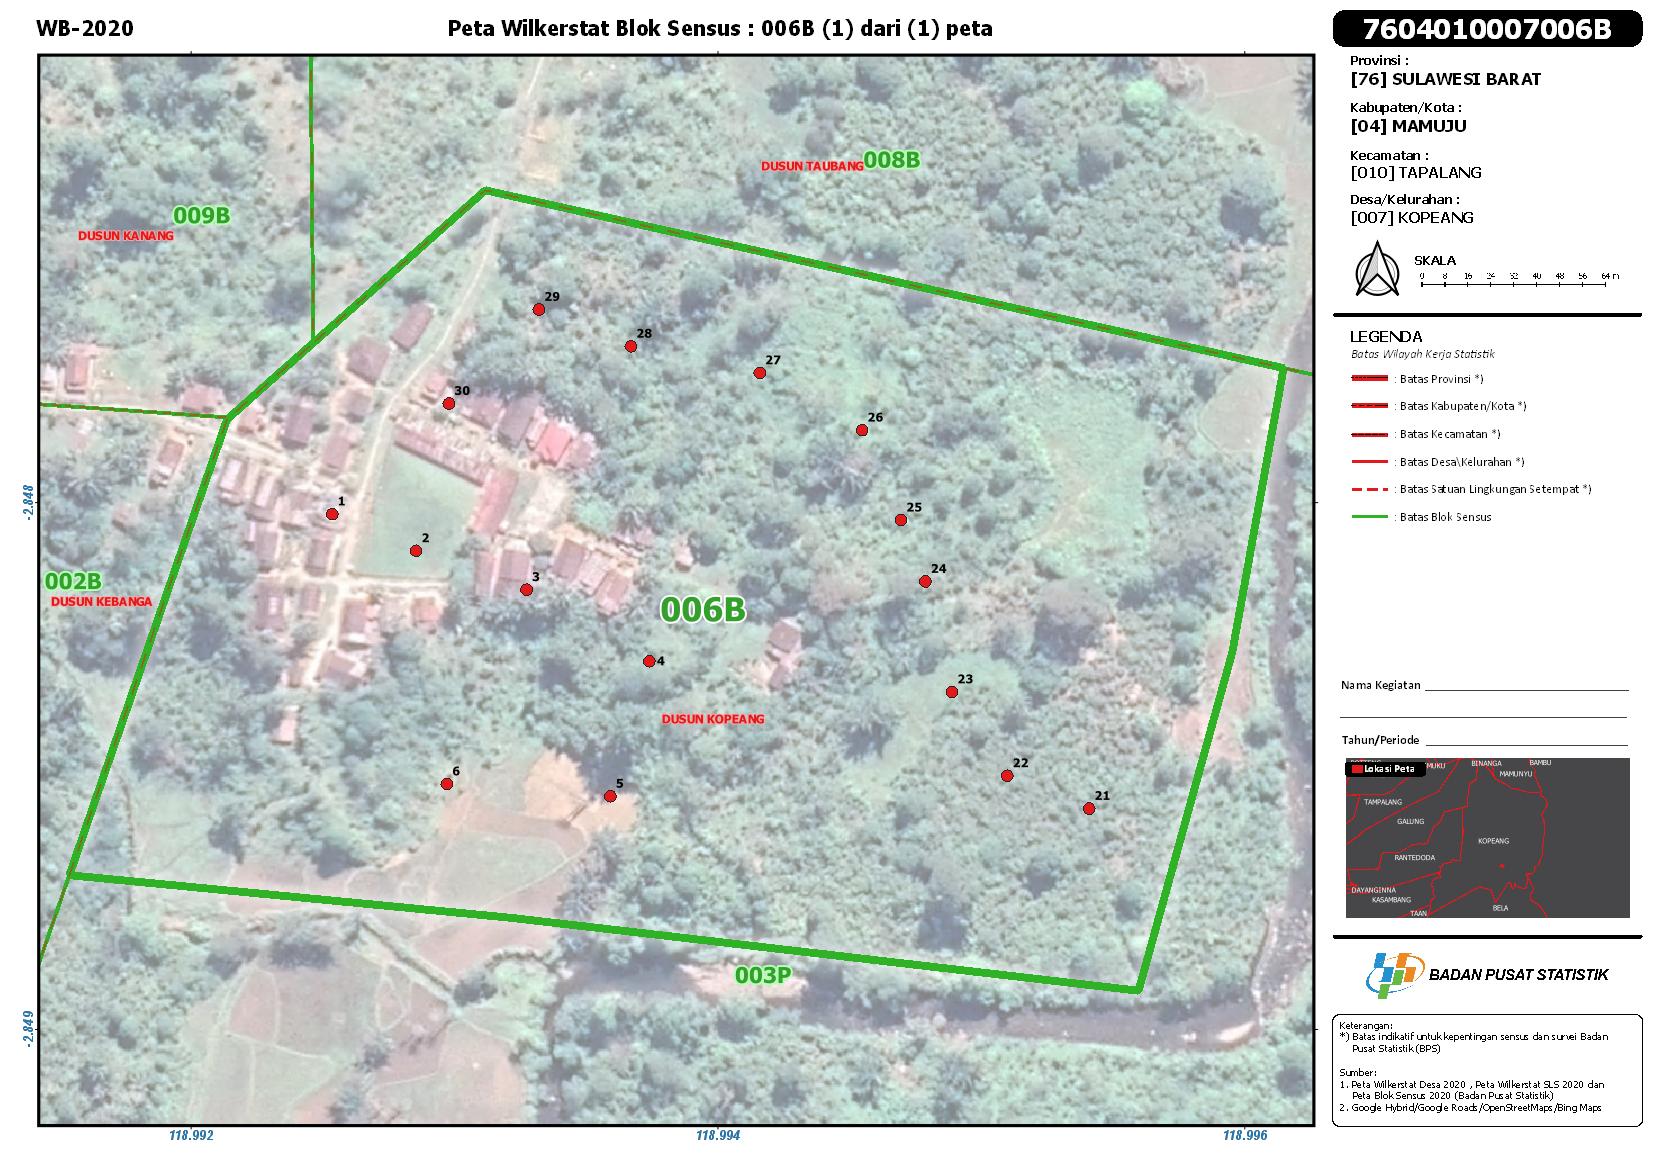 WB-2020
Peta Wilkerstat Blok Sensus : 006B (1) dari (1) peta
7604010007006B
Provinsi :
[76] SULAWESI BARAT
Kabupaten/Kota :
[04] MAMUJU
Kecamatan :
[010] TAPALANG
Desa/Kelurahan :
[007] KOPEANG
SKALA
0 8 16 24 32 40 48 56 64 m
LEGENDA
Batas Wilayah Kerja Statistik
: Batas Provinsi *)
: Batas Kabupaten/Kota *)
: Batas Kecamatan *)
: Batas Desa\Kelurahan *)
: Batas Satuan Lingkungan Setempat *)
: Batas Blok Sensus
Nama Kegiatan
Tahun/Periode
Lokasi Peta
MUKU
BINANGA
BAMBU
MAMUNYU
TAMPALANG
GALUNG
KOPEANG
RANTEDODA
DAYANGINNA
KASAMBANG
TAAN
BELA
BADAN PUSAT STATISTIK
Keterangan:
*) Batas indikatif untuk kepentingan sensus dan survei Badan
Pusat Statistik (BPS)
Sumber:
1. Peta Wilkerstat Desa 2020 , Peta Wilkerstat SLS 2020 dan
Peta Blok Sensus 2020 (Badan Pusat Statistik)
2. Google Hybrid/Google Roads/OpenStreetMaps/Bing Maps
DUSUN TAUBANG 008B
009B
DUSUN KANANG
29
28
27
30
26
1
25
2
24
3
002B
DUSUN KEBANGA
006B
4
23
DUSUN KOPEANG
22
6
5
21
003P
-2.848
-2.849
118.992
118.994
118.996